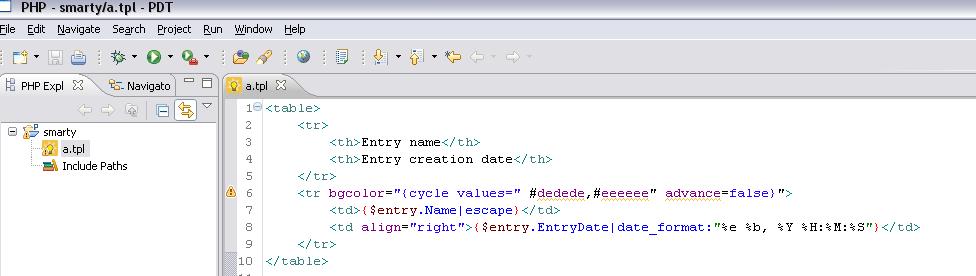 PHP - smarty/a.tpl - PDT
File Edit Navigate Search Project Run Window Help
PHP Expl Navigato a.tpl
smarty
a.tpl
Include Paths
1 <table>
2 <tr>
3 <th>Entry name</th>
4 <th>Entry creation date</th>
5 </tr>
6 <tr bgcolor="{cycle values=" #dedede,#eeeeee" advance=false}">
7 <td>{$entry.Name|escape}</td>
8 <td align="right">{$entry.EntryDate|date_format:"%e %b, %Y %H:%M:%S"}</td>
9 </tr>
10 </table>